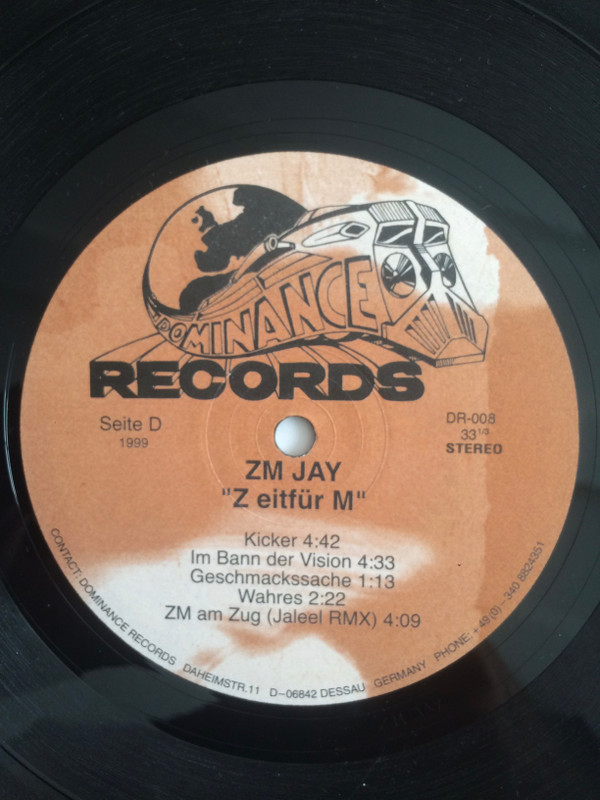 DOMINANCE
RECORDS
Seite D
1999
DR-008
33 1/3
STEREO
ZM JAY
"Z eitfür M"
Kicker 4:42
Im Bann der Vision 4:33
Geschmackssache 1:13
Wahres 2:22
ZM am Zug (Jaleel RMX) 4:09
CONTACT: DOMINANCE RECORDS DAHEIMSTR.11 D-06842 DESSAU GERMANY PHONE: +49(0)-340 8824351